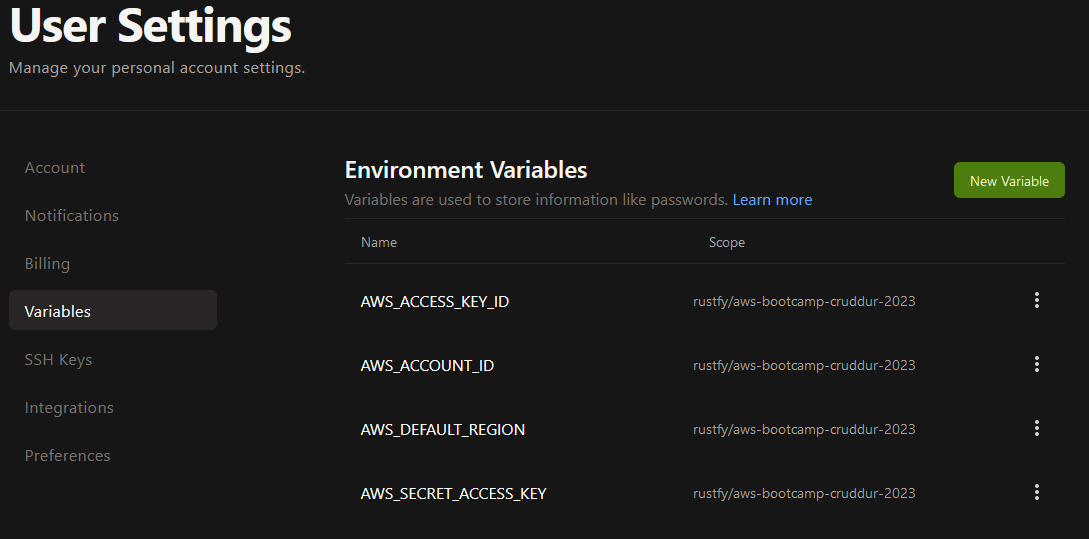 User Settings
Manage your personal account settings.
Account
Notifications
Billing
Variables
SSH Keys
Integrations
Preferences
Environment Variables
Variables are used to store information like passwords. Learn more
New Variable
Name Scope
AWS_ACCESS_KEY_ID rustfy/aws-bootcamp-cruddur-2023
AWS_ACCOUNT_ID rustfy/aws-bootcamp-cruddur-2023
AWS_DEFAULT_REGION rustfy/aws-bootcamp-cruddur-2023
AWS_SECRET_ACCESS_KEY rustfy/aws-bootcamp-cruddur-2023